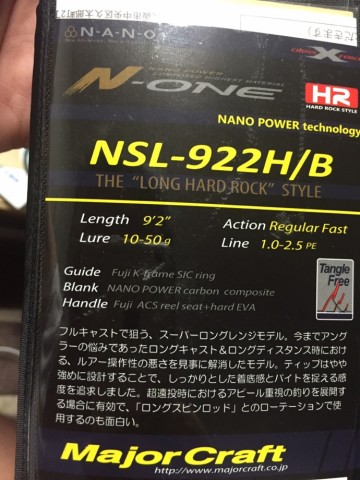 N·A·N·O
NANO POWER
N-ONE
HR
HARD ROCK STYLE
NANO POWER technology
NSL-922H/B
THE "LONG HARD ROCK" STYLE
Length 9'2" Action Regular Fast
Lure 10-50g Line 1.0-2.5 PE
Guide Fuji K-frame SIC ring
Blank NANO POWER carbon composite
Handle Fuji ACS reel seat+hard EVA
Tangle
Free
フルキャストで狙う、スーパーロングレンジモデル。今までアング
ラーの悩みであったロングキャスト&ロングディスタンス時におけ
る、ルアー操作性の悪さを見事に解消したモデル。ティップはやや
強めに設計することで、しっかりとした着底感とバイトを捉える感
度を追求しました。超遠投時におけるアピール重視の釣りを展開す
る場合に有効で、「ロングスピンロッド」とのローテーションで使
用するのも面白い。
Major Craft
http://www.majorcraft.co.jp